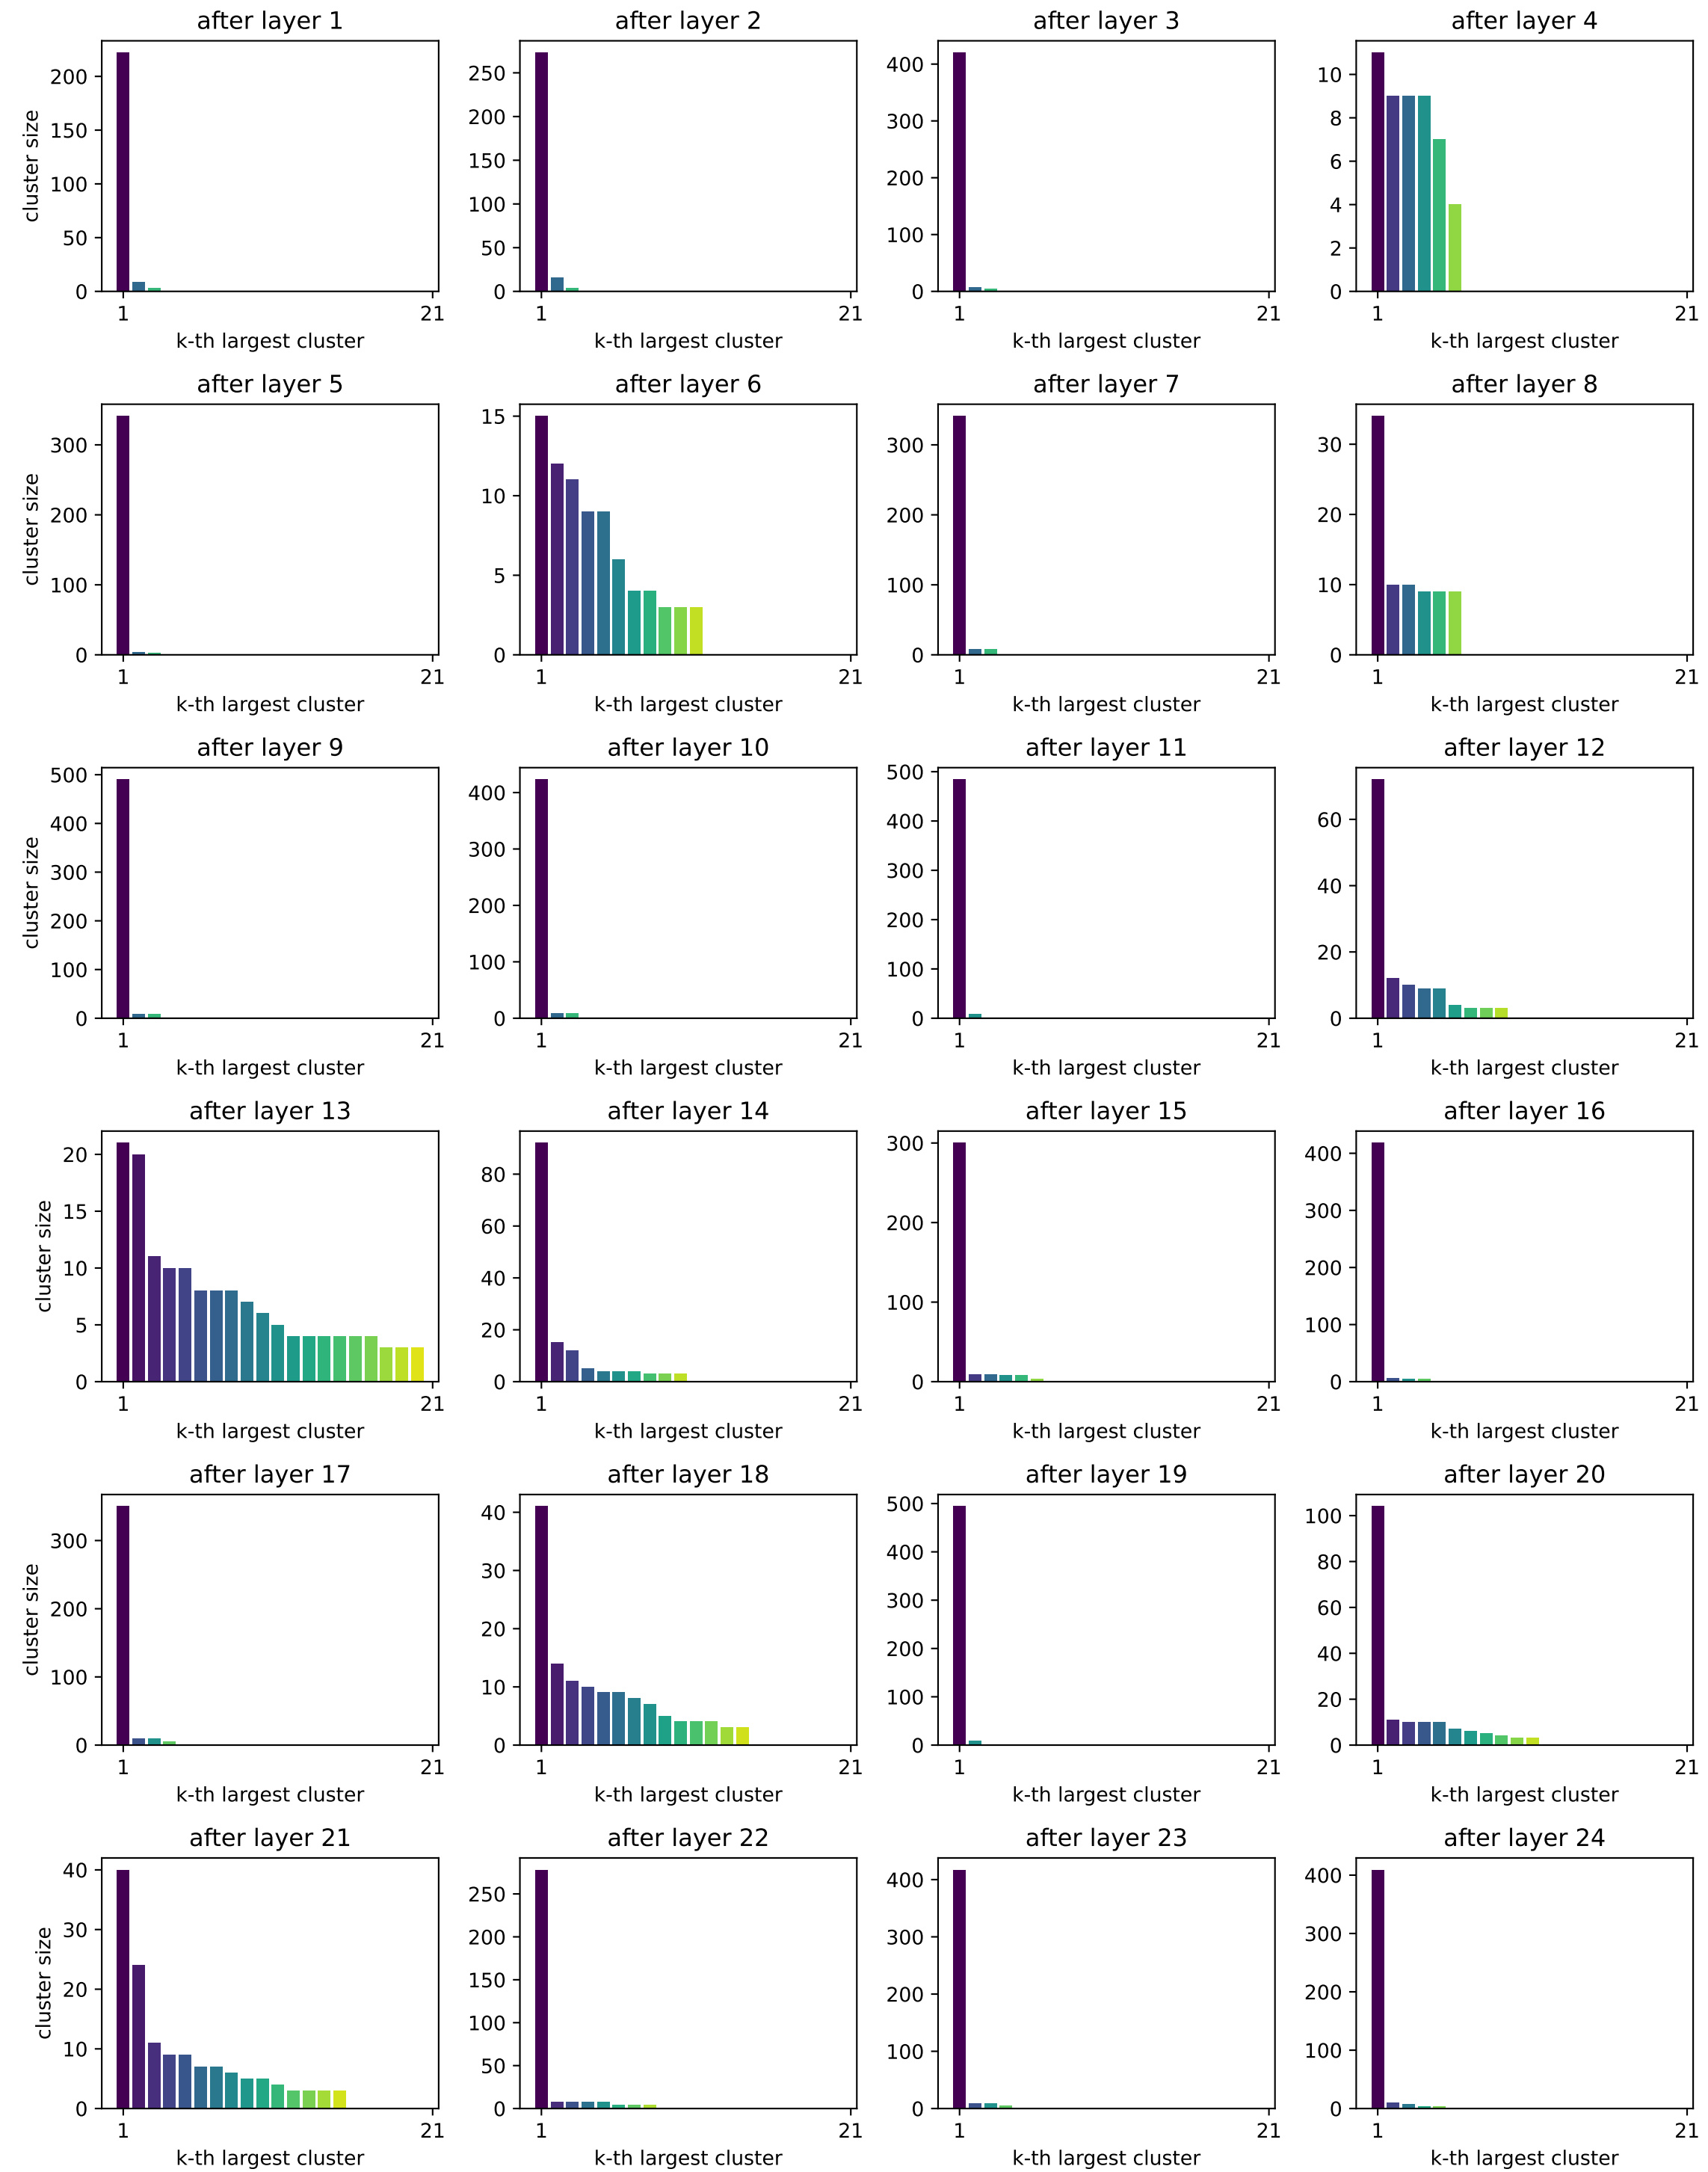 after layer 1
after layer 2
after layer 3
after layer 4
cluster size
200
150
100
50
0
250
200
150
100
50
0
400
300
200
100
0
10
8
6
4
2
0
1 21
1 21
1 21
1 21
k-th largest cluster
k-th largest cluster
k-th largest cluster
k-th largest cluster
after layer 5
after layer 6
after layer 7
after layer 8
cluster size
300
200
100
0
15
10
5
0
300
200
100
0
30
20
10
0
1 21
1 21
1 21
1 21
k-th largest cluster
k-th largest cluster
k-th largest cluster
k-th largest cluster
after layer 9
after layer 10
after layer 11
after layer 12
cluster size
500
400
300
200
100
0
400
300
200
100
0
500
400
300
200
100
0
60
40
20
0
1 21
1 21
1 21
1 21
k-th largest cluster
k-th largest cluster
k-th largest cluster
k-th largest cluster
after layer 13
after layer 14
after layer 15
after layer 16
cluster size
20
15
10
5
0
80
60
40
20
0
300
200
100
0
400
300
200
100
0
1 21
1 21
1 21
1 21
k-th largest cluster
k-th largest cluster
k-th largest cluster
k-th largest cluster
after layer 17
after layer 18
after layer 19
after layer 20
cluster size
300
200
100
0
40
30
20
10
0
500
400
300
200
100
0
100
80
60
40
20
0
1 21
1 21
1 21
1 21
k-th largest cluster
k-th largest cluster
k-th largest cluster
k-th largest cluster
after layer 21
after layer 22
after layer 23
after layer 24
cluster size
40
30
20
10
0
250
200
150
100
50
0
400
300
200
100
0
400
300
200
100
0
1 21
1 21
1 21
1 21
k-th largest cluster
k-th largest cluster
k-th largest cluster
k-th largest cluster